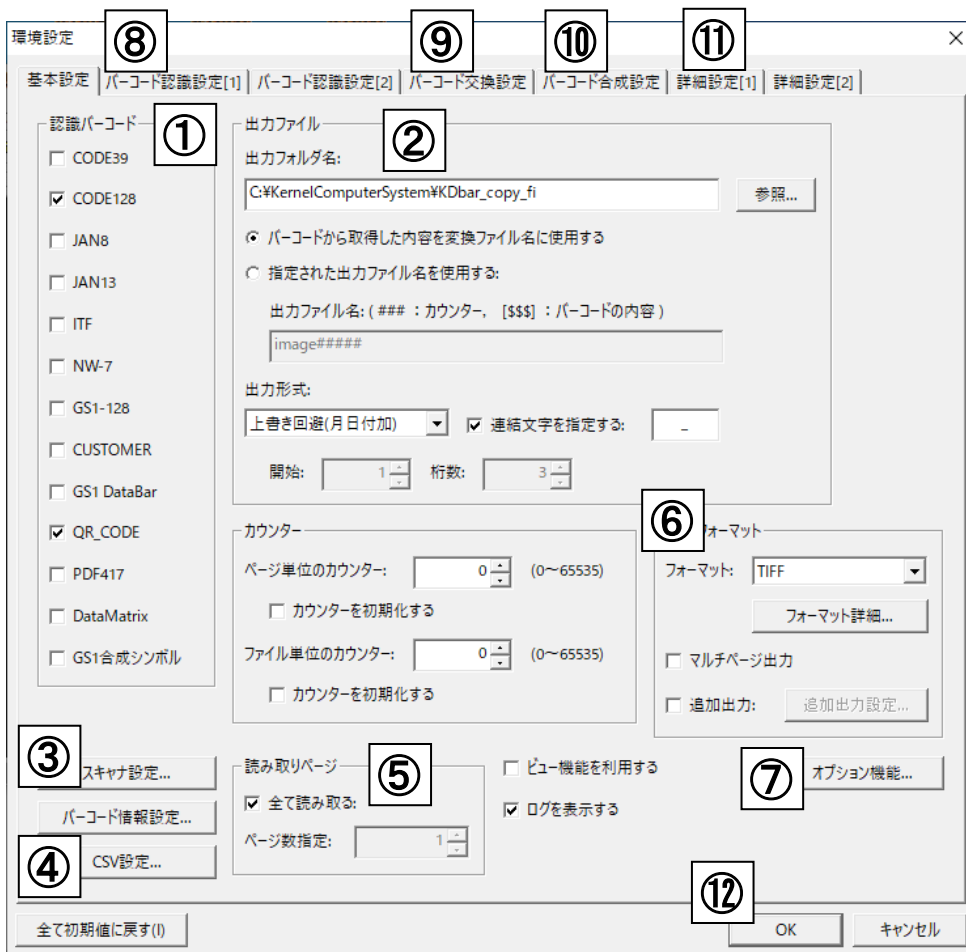 環境設定
⑧
⑨
⑩
⑪
基本設定 バーコード認識設定[1] バーコード認識設定[2] バーコード交換設定 バーコード合成設定 詳細設定[1] 詳細設定[2]
認識バーコード
①
CODE39
CODE128
JAN8
JAN13
ITF
NW-7
GS1-128
CUSTOMER
GS1 DataBar
QR_CODE
PDF417
DataMatrix
GS1合成シンボル
出力ファイル
②
出力フォルダ名:
C:¥KernelComputerSystem¥KDbar_copy_fi
参照...
バーコードから取得した内容を変換ファイル名に使用する
指定された出力ファイル名を使用する:
出力ファイル名: ( ### : カウンター, [$$$] : バーコードの内容 )
image#####
出力形式:
上書き回避(月日付加) 連結文字を指定する: _
開始: 1 桁数: 3
カウンター
ページ単位のカウンター: 0 (0～65535)
カウンターを初期化する
ファイル単位のカウンター: 0 (0～65535)
カウンターを初期化する
⑥
ォーマット
フォーマット: TIFF
フォーマット詳細...
マルチページ出力
追加出力: 追加出力設定...
③
スキャナ設定...
バーコード情報設定...
④
CSV設定...
読み取りページ
⑤
全て読み取る:
ページ数指定: 1
ビュー機能を利用する
ログを表示する
⑦
オプション機能...
⑫
全て初期値に戻す(I)
OK
キャンセル